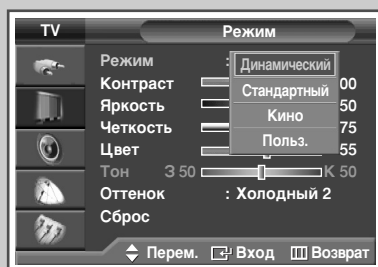 TV Режим
Режим :
Динамический
Контраст 00
Стандартный
Яркость 50
Кино
Четкость 75
Польз.
Цвет 55
Тон З 50 К 50
Оттенок : Холодный 2
Сброс
Перем. Вход Возврат